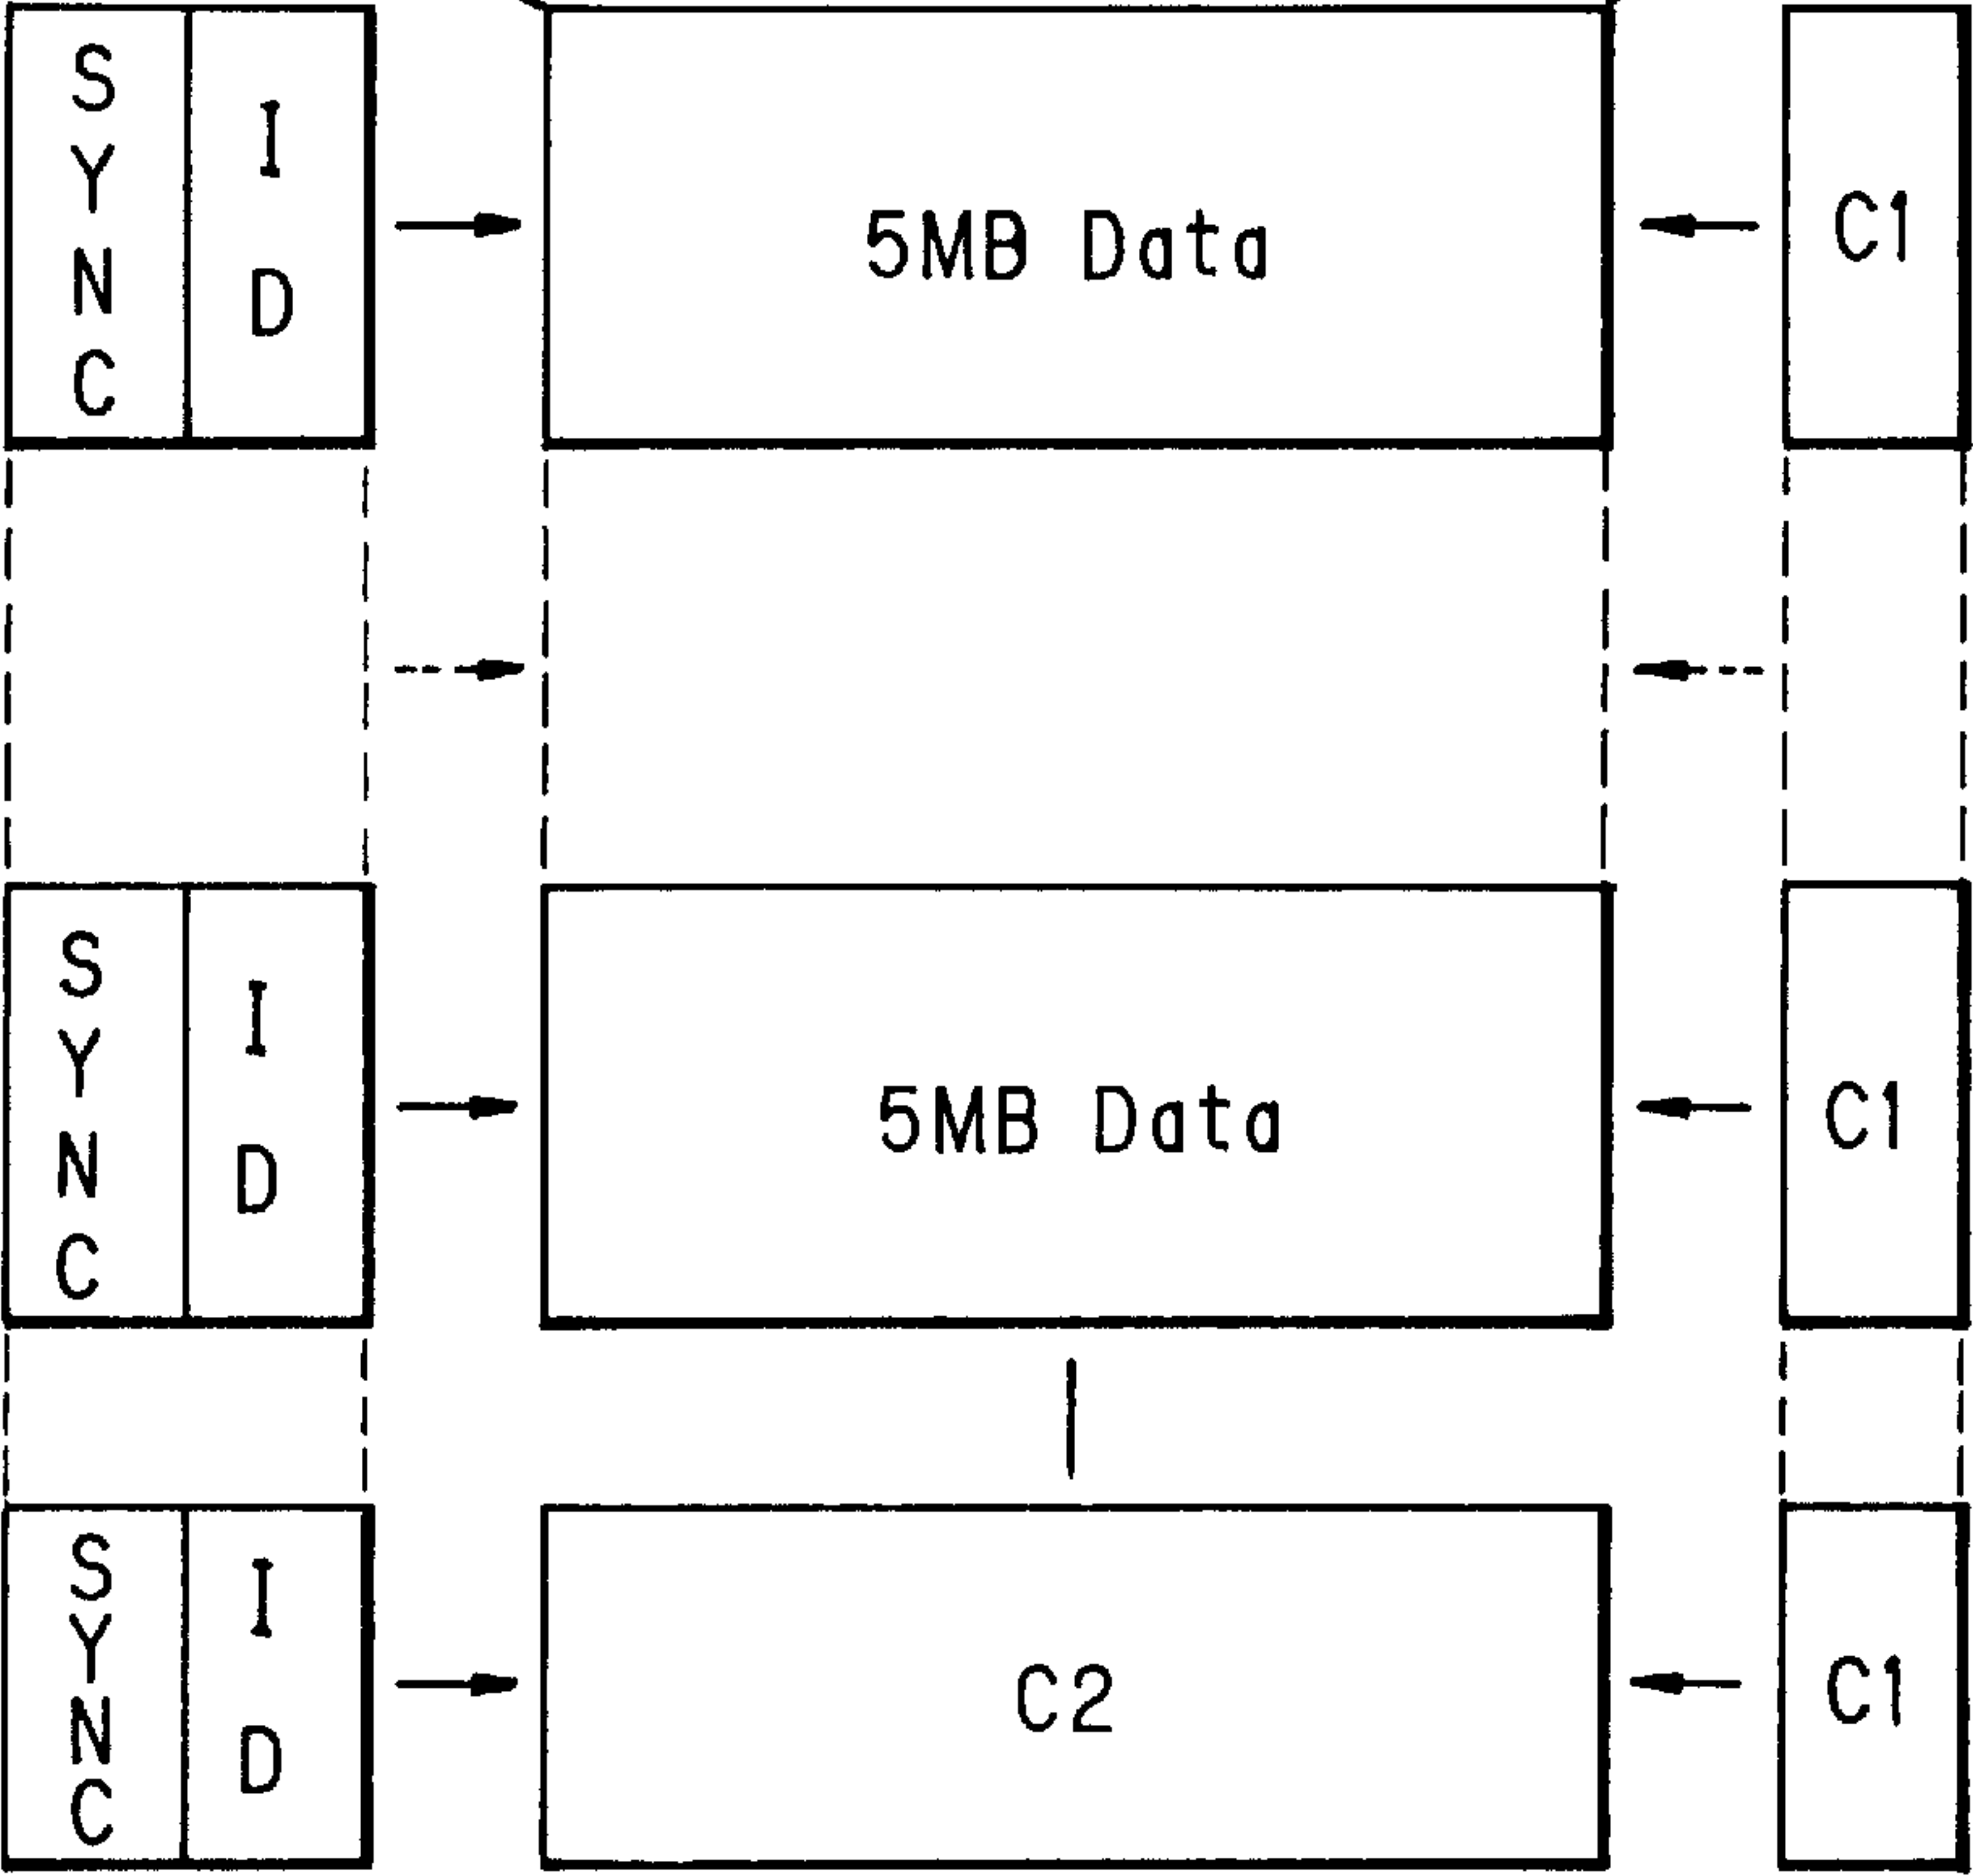 SYNC
ID
5MB Data
C1
SYNC
ID
5MB Data
C1
SYNC
ID
C2
C1